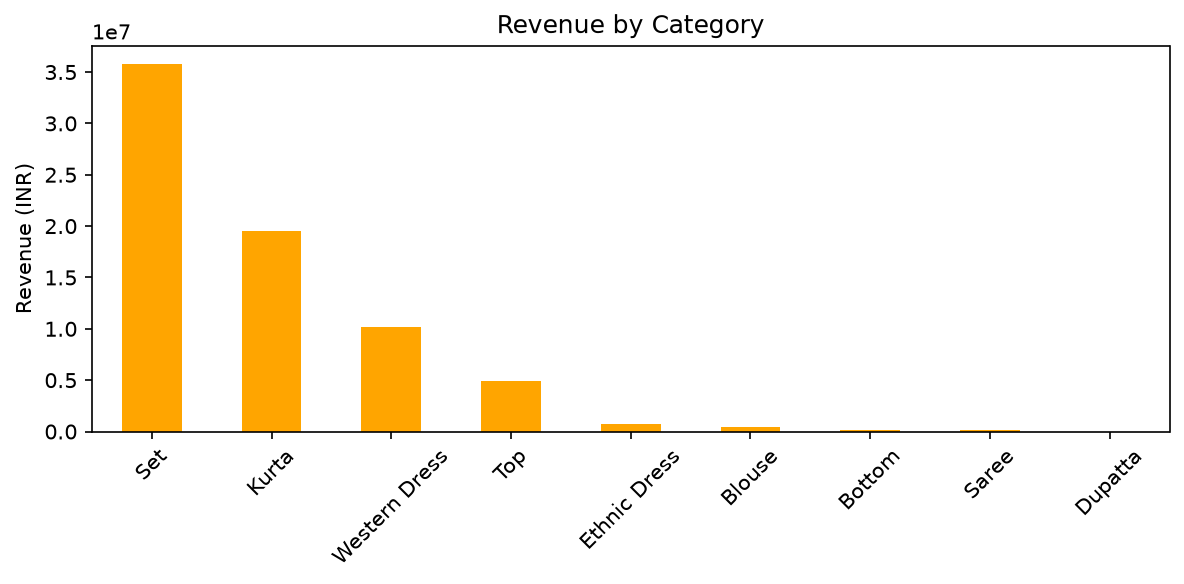 Revenue by Category
1e7
Revenue (INR)
3.5
3.0
2.5
2.0
1.5
1.0
0.5
0.0
Set
Kurta
Western Dress
Top
Ethnic Dress
Blouse
Bottom
Saree
Dupatta